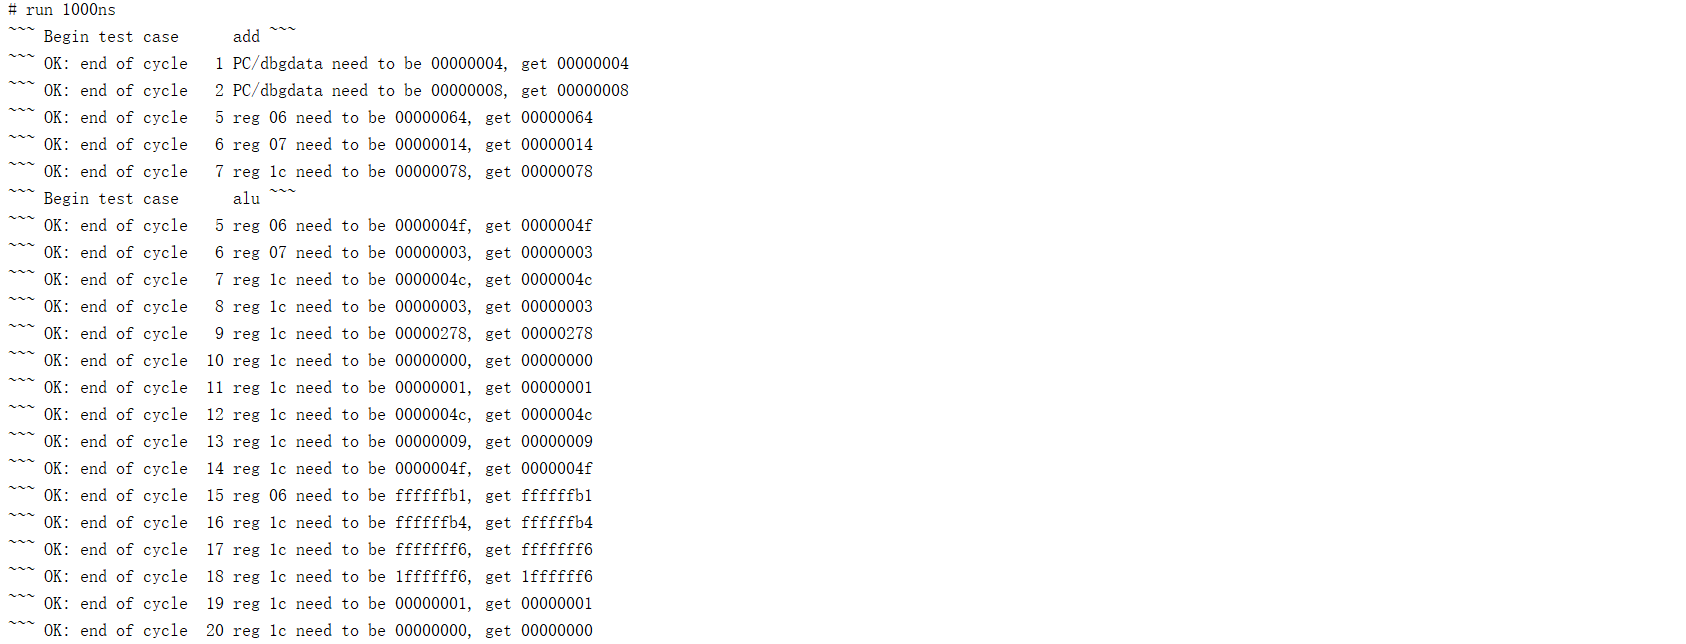 # run 1000ns
~~~ Begin test case      add ~~~
~~~ OK: end of cycle   1 PC/dbgdata need to be 00000004, get 00000004
~~~ OK: end of cycle   2 PC/dbgdata need to be 00000008, get 00000008
~~~ OK: end of cycle   5 reg 06 need to be 00000064, get 00000064
~~~ OK: end of cycle   6 reg 07 need to be 00000014, get 00000014
~~~ OK: end of cycle   7 reg 1c need to be 00000078, get 00000078
~~~ Begin test case      alu ~~~
~~~ OK: end of cycle   5 reg 06 need to be 0000004f, get 0000004f
~~~ OK: end of cycle   6 reg 07 need to be 00000003, get 00000003
~~~ OK: end of cycle   7 reg 1c need to be 0000004c, get 0000004c
~~~ OK: end of cycle   8 reg 1c need to be 00000003, get 00000003
~~~ OK: end of cycle   9 reg 1c need to be 00000278, get 00000278
~~~ OK: end of cycle  10 reg 1c need to be 00000000, get 00000000
~~~ OK: end of cycle  11 reg 1c need to be 00000001, get 00000001
~~~ OK: end of cycle  12 reg 1c need to be 0000004c, get 0000004c
~~~ OK: end of cycle  13 reg 1c need to be 00000009, get 00000009
~~~ OK: end of cycle  14 reg 1c need to be 0000004f, get 0000004f
~~~ OK: end of cycle  15 reg 06 need to be ffffffb1, get ffffffb1
~~~ OK: end of cycle  16 reg 1c need to be ffffffb4, get ffffffb4
~~~ OK: end of cycle  17 reg 1c need to be fffffff6, get fffffff6
~~~ OK: end of cycle  18 reg 1c need to be 1ffffff6, get 1ffffff6
~~~ OK: end of cycle  19 reg 1c need to be 00000001, get 00000001
~~~ OK: end of cycle  20 reg 1c need to be 00000000, get 00000000